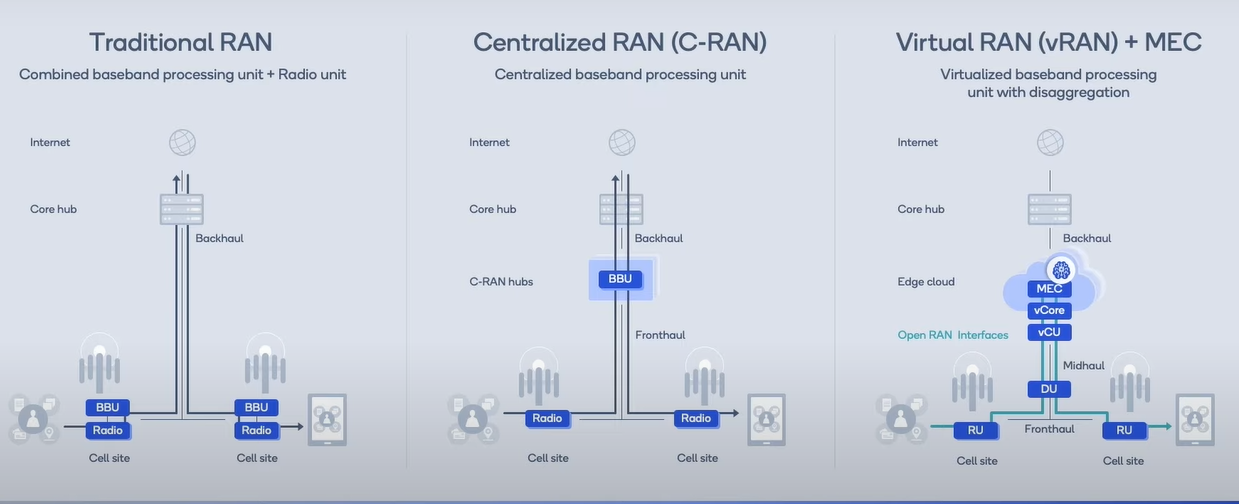 Traditional RAN
Combined baseband processing unit + Radio unit
Internet
Core hub
Backhaul
BBU
BBU
Radio
Radio
Cell site
Cell site
Centralized RAN (C-RAN)
Centralized baseband processing unit
Internet
Core hub
Backhaul
C-RAN hubs
BBU
Fronthaul
Radio
Radio
Cell site
Cell site
Virtual RAN (vRAN) + MEC
Virtualized baseband processing
unit with disaggregation
Internet
Core hub
Backhaul
Edge cloud
MEC
vCore
Open RAN Interfaces
vCU
Midhaul
DU
RU
Fronthaul
RU
Cell site
Cell site